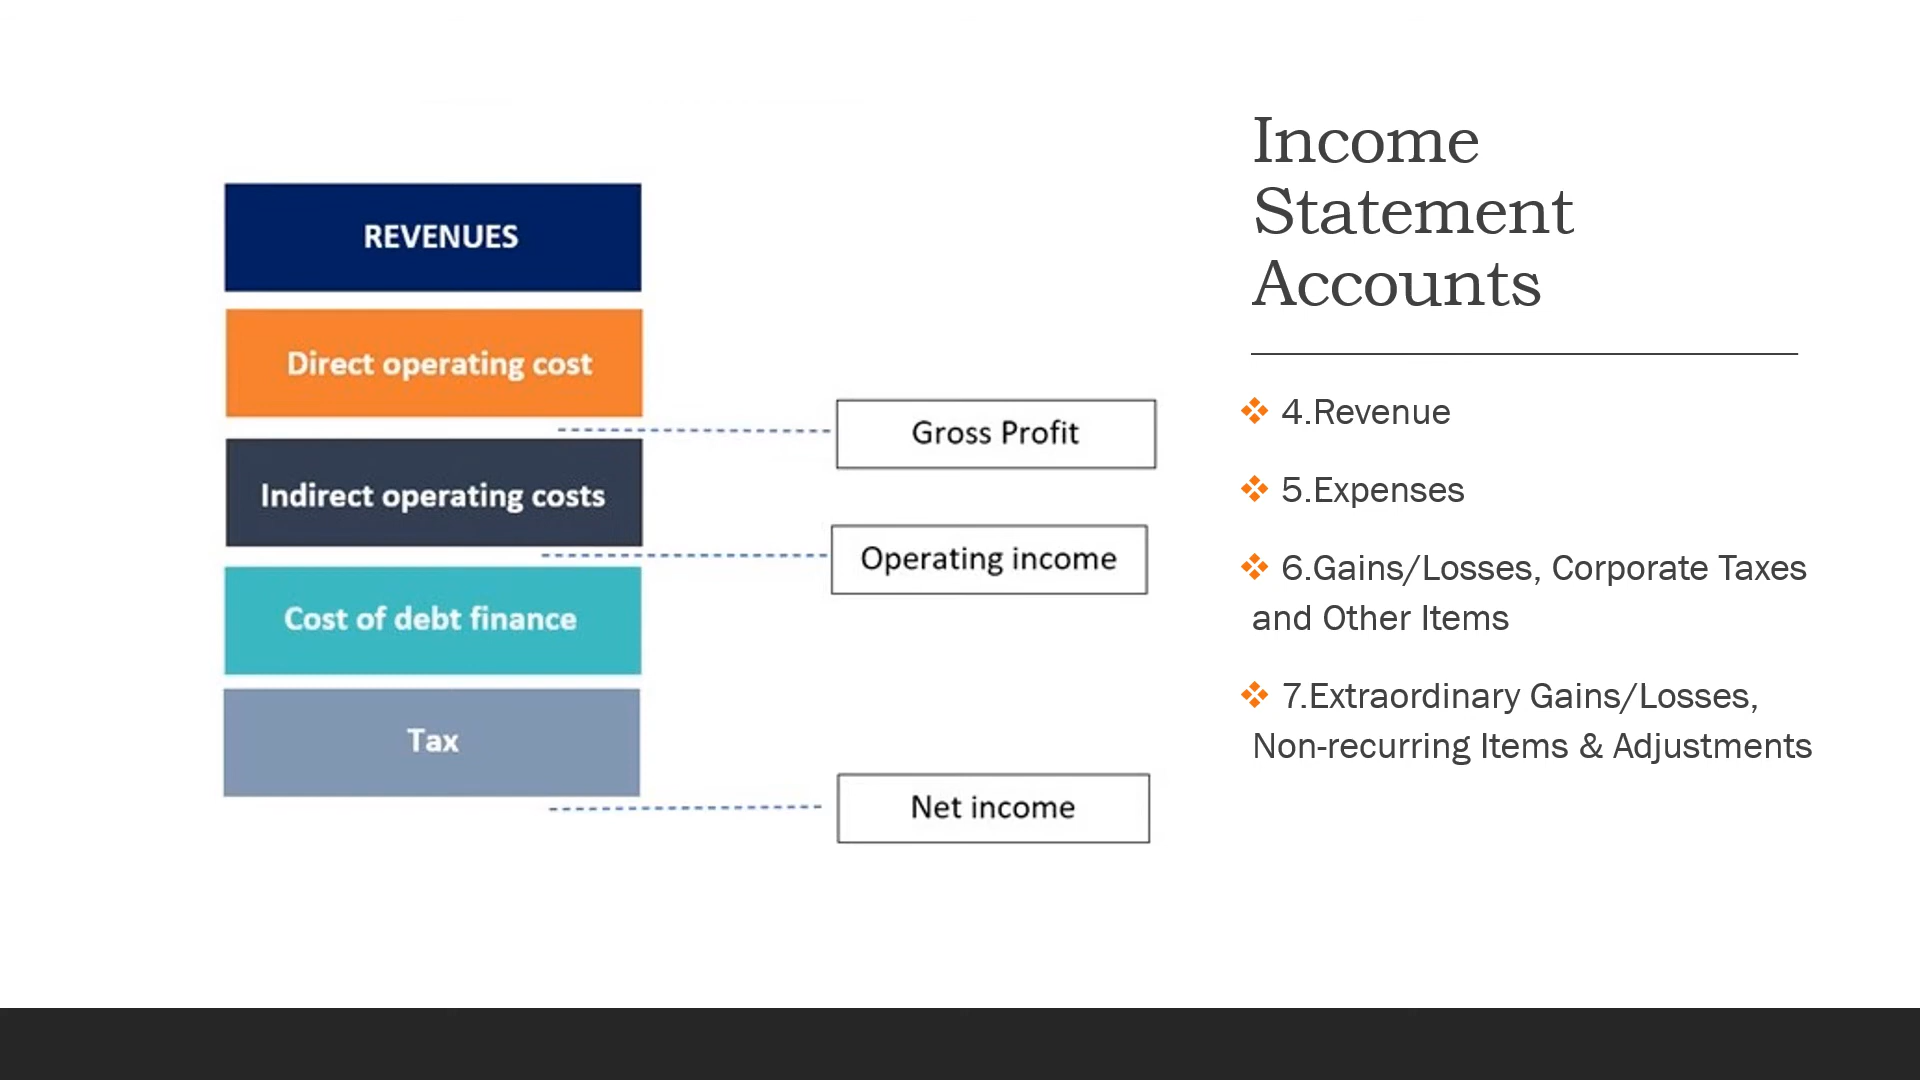 REVENUES
Direct operating cost
Gross Profit
Indirect operating costs
Operating income
Cost of debt finance
Tax
Net income
Income
Statement
Accounts
4.Revenue
5.Expenses
6.Gains/Losses, Corporate Taxes
and Other Items
7.Extraordinary Gains/Losses,
Non-recurring Items & Adjustments